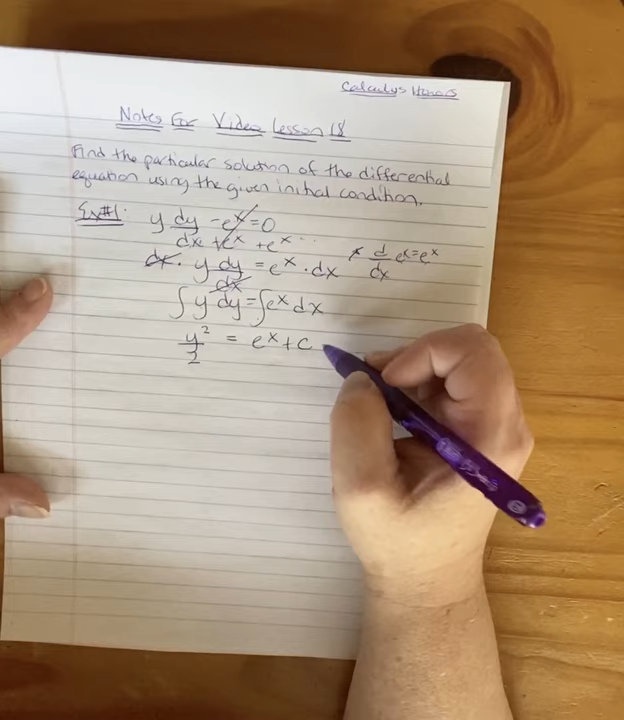 Calculus Honors
Notes For Video Lesson 18
Find the particular solution of the differential
equation using the given initial condition.
Ex#1: y dy/dx - e^x = 0
+e^x +e^x
* d/dx e^x = e^x
dx · y dy/dx = e^x · dx
∫ y dy = ∫ e^x dx
y²/2 = e^x + C